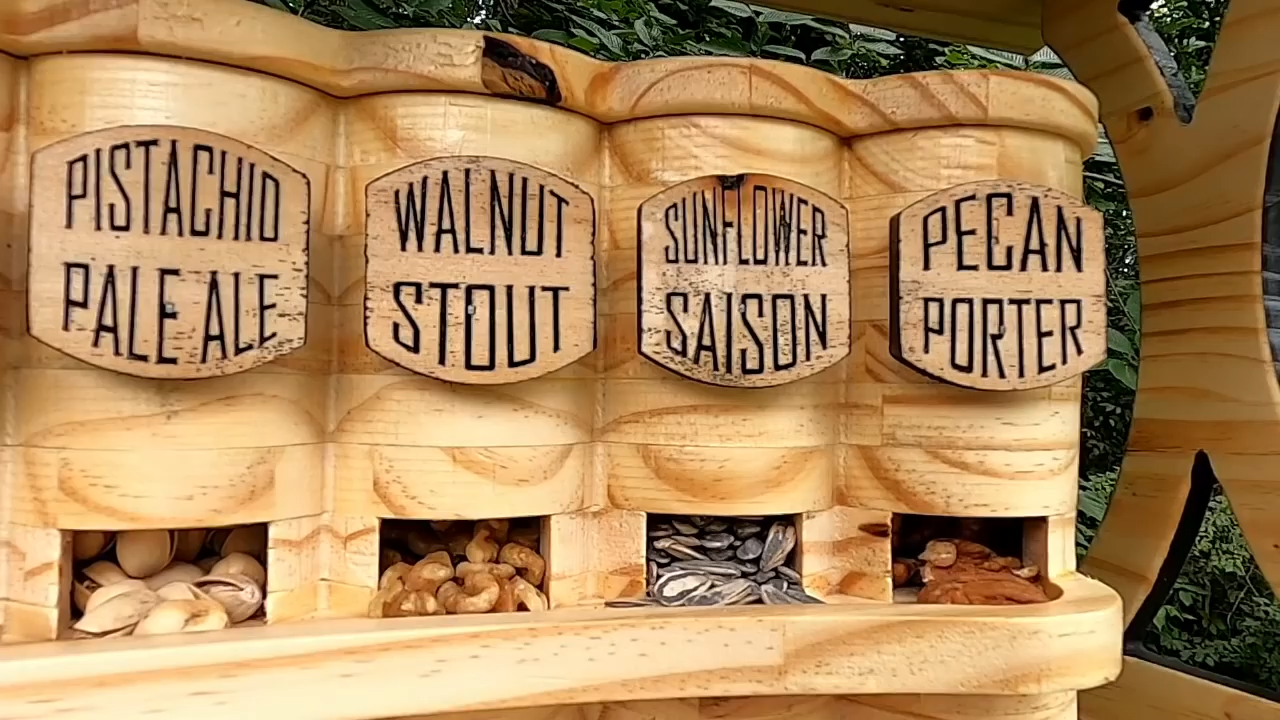 PISTACHIO
PALE ALE
WALNUT
STOUT
SUNFLOWER
SAISON
PECAN
PORTER